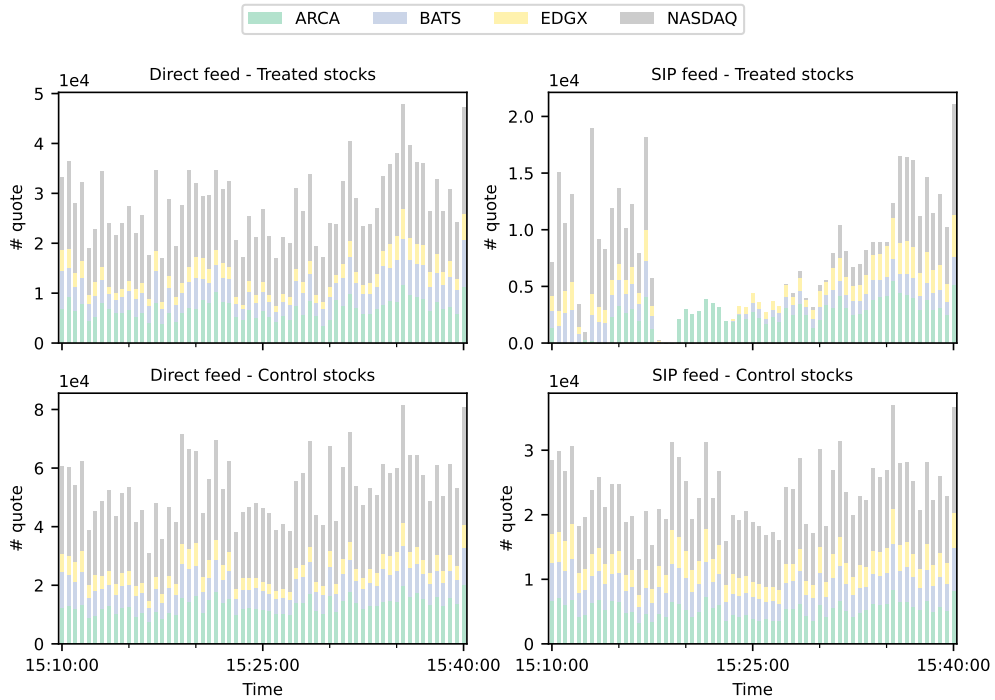 ARCA BATS EDGX NASDAQ
Direct feed - Treated stocks
1e4
# quote
5
4
3
2
1
0
SIP feed - Treated stocks
1e4
# quote
2.0
1.5
1.0
0.5
0.0
Direct feed - Control stocks
1e4
# quote
8
6
4
2
0
15:10:00 15:25:00 15:40:00
Time
SIP feed - Control stocks
1e4
# quote
3
2
1
0
15:10:00 15:25:00 15:40:00
Time